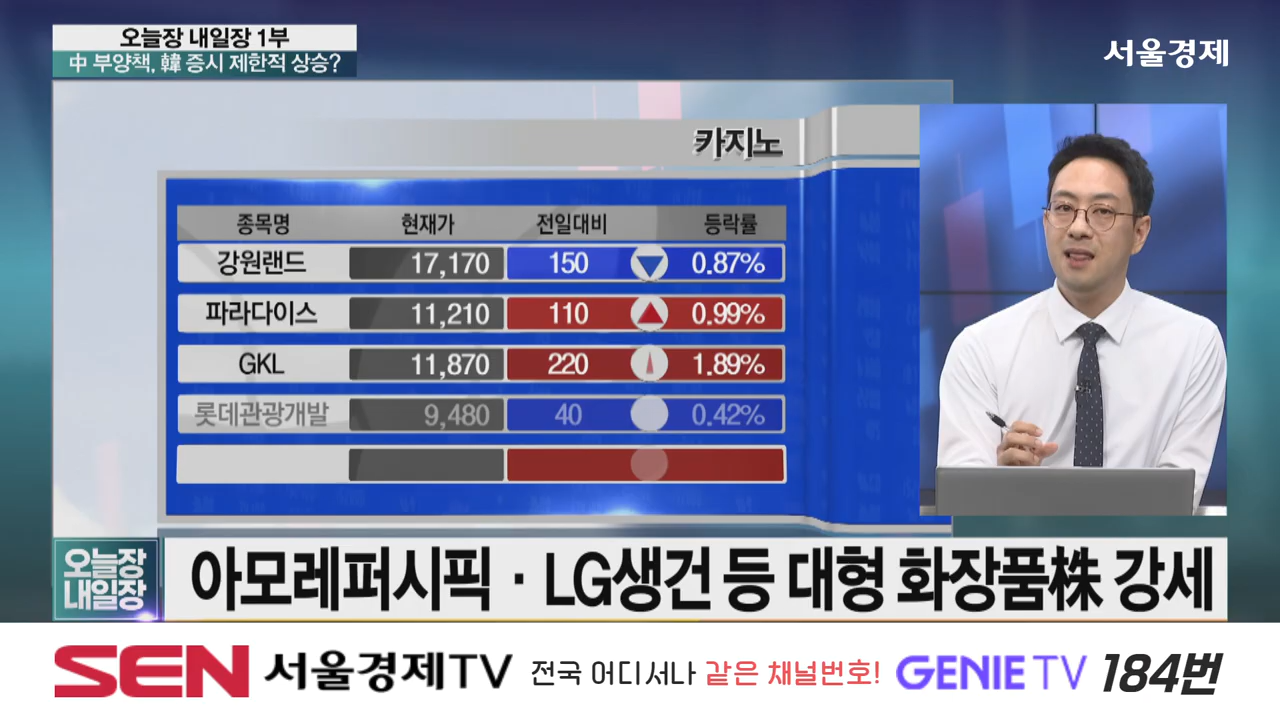 오늘장 내일장 1부
中 부양책, 韓 증시 제한적 상승?
서울경제
카지노
종목명 현재가 전일대비 등락률
강원랜드 17,170 150 ▼ 0.87%
파라다이스 11,210 110 ▲ 0.99%
GKL 11,870 220 ▲ 1.89%
롯데관광개발 9,480 40 0.42%
오늘장
내일장
아모레퍼시픽 · LG생건 등 대형 화장품株 강세
SEN 서울경제TV 전국 어디서나 같은 채널번호! GENIE TV 184번